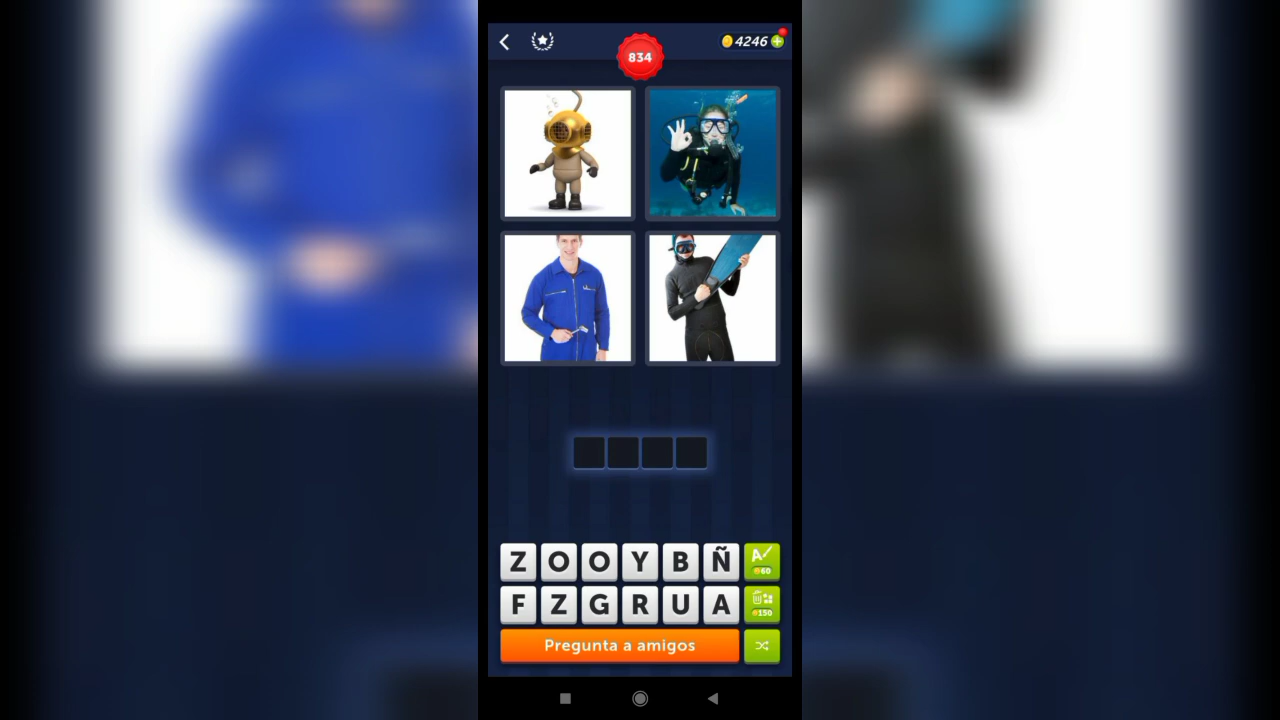 4246
834
Z O O Y B Ñ A 60
F Z G R U A 150
Pregunta a amigos